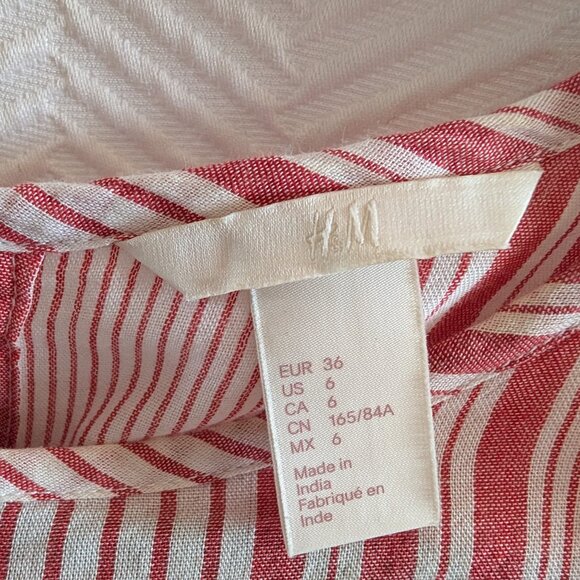 H&M
EUR 36
US 6
CA 6
CN 165/84A
MX 6
Made in
India
Fabriqué en
Inde